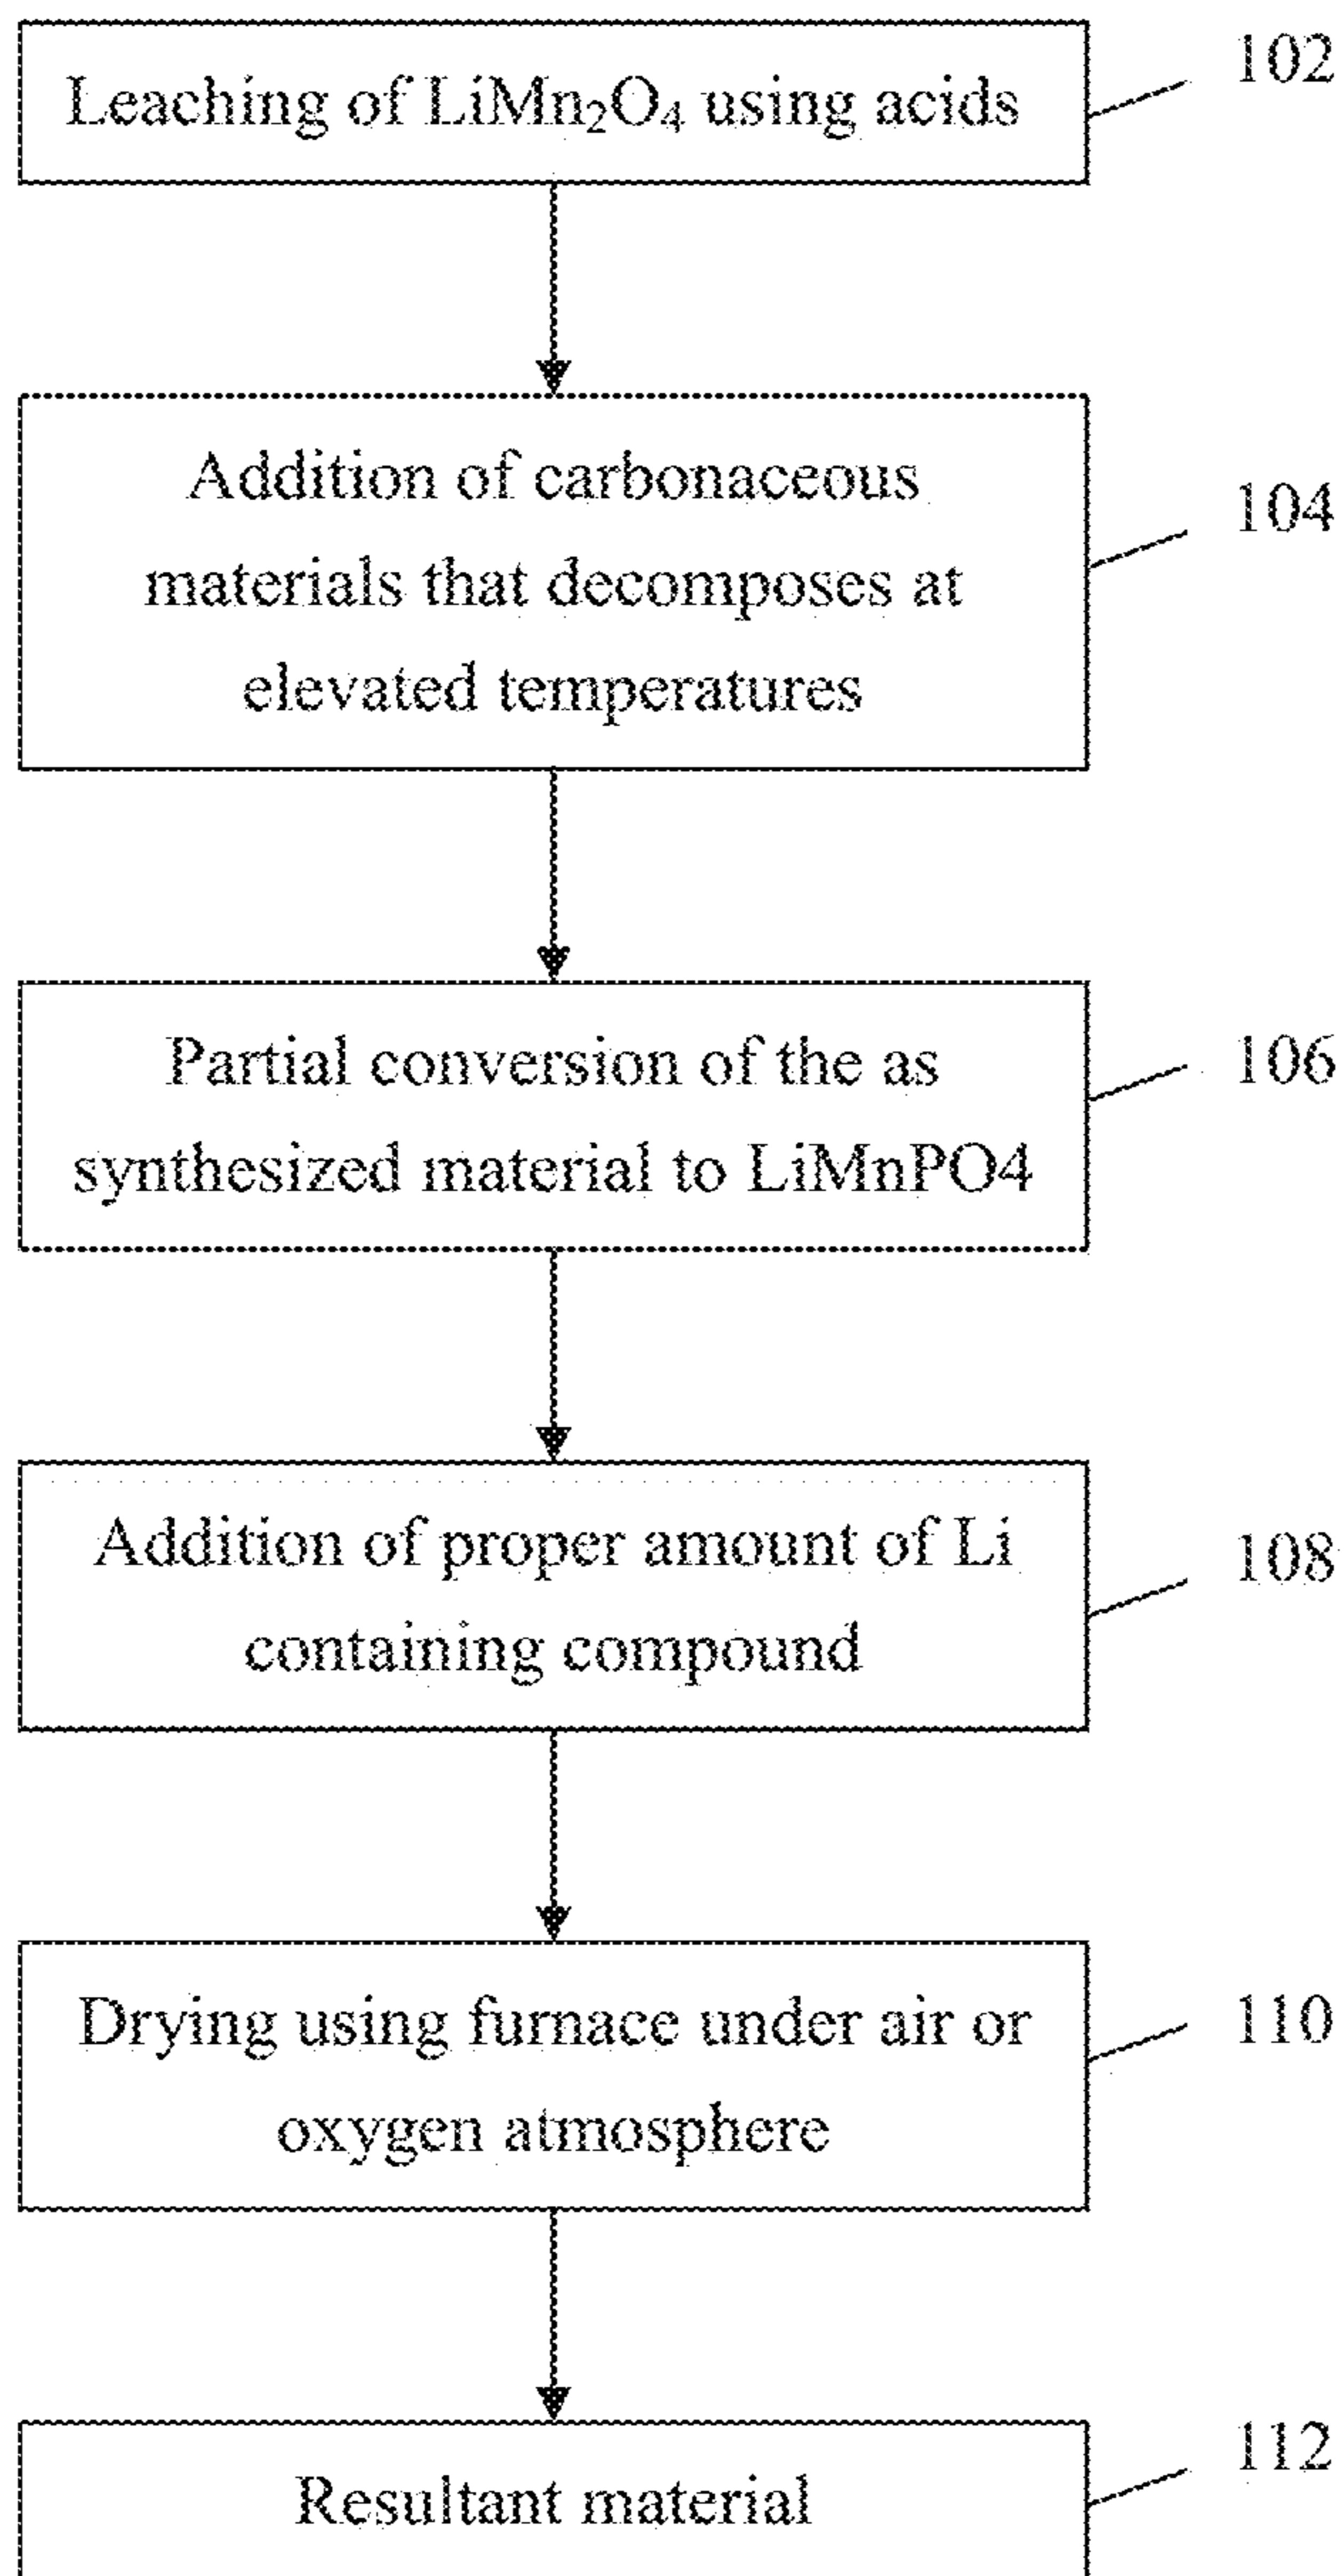 Leaching of LiMn₂O₄ using acids
102
Addition of carbonaceous
materials that decomposes at
elevated temperatures
104
Partial conversion of the as
synthesized material to LiMnPO4
106
Addition of proper amount of Li
containing compound
108
Drying using furnace under air or
oxygen atmosphere
110
Resultant material
112